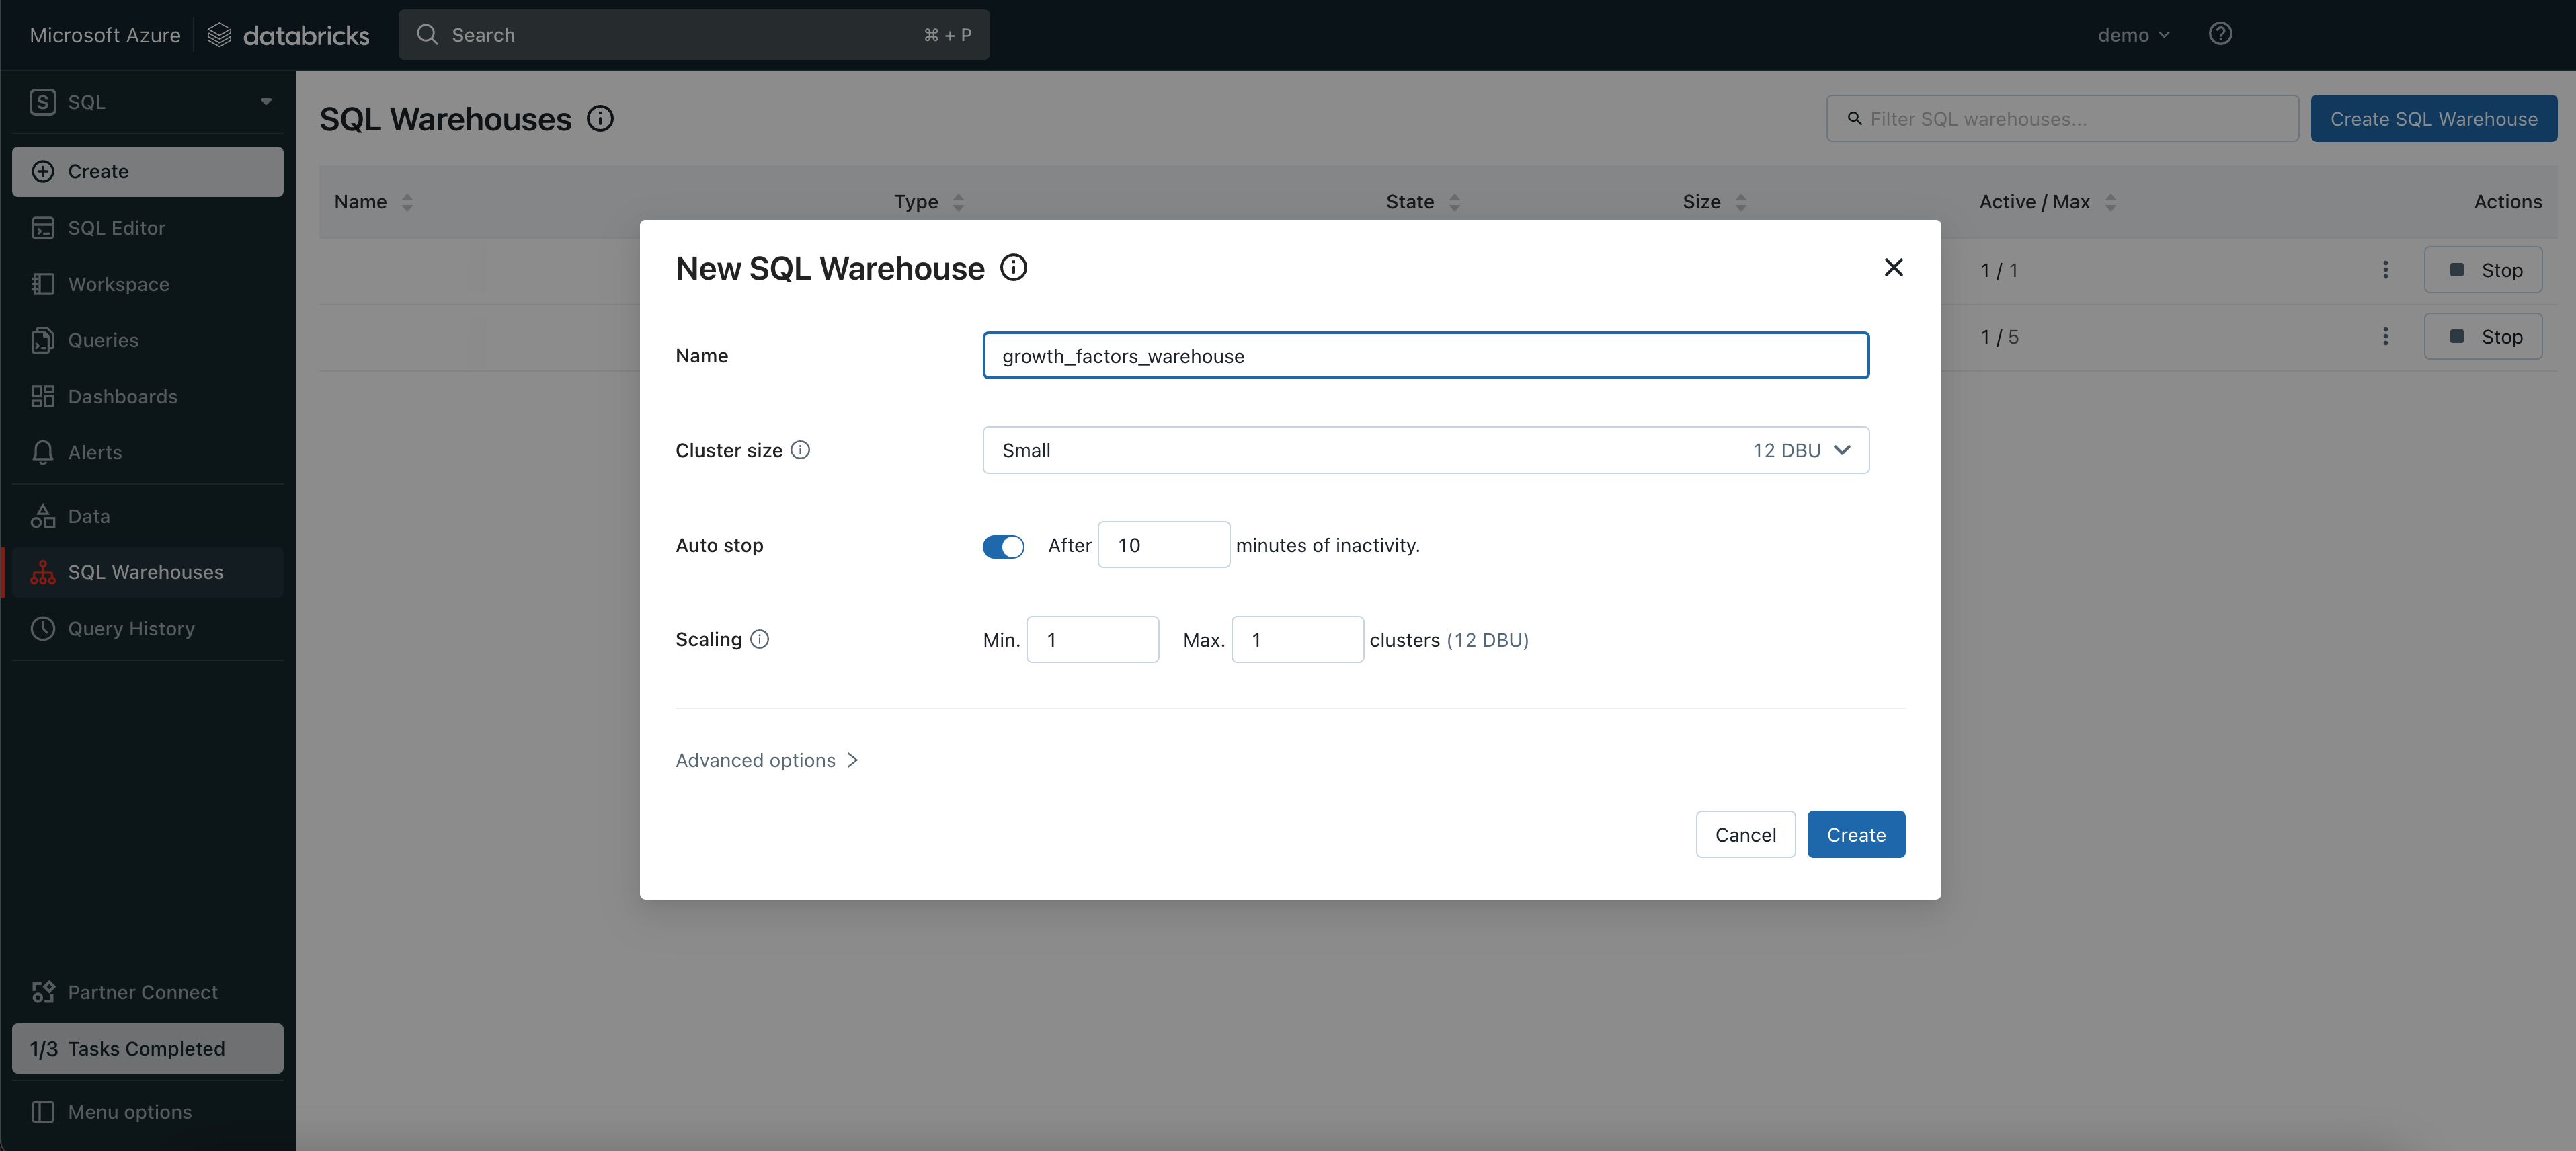 Microsoft Azure databricks Search ⌘ + P demo
SQL
Create
SQL Editor
Workspace
Queries
Dashboards
Alerts
Data
SQL Warehouses
Query History
Partner Connect
1/3 Tasks Completed
Menu options
SQL Warehouses Filter SQL warehouses... Create SQL Warehouse
Name Type State Size Active / Max Actions
1 / 1 Stop
1 / 5 Stop
New SQL Warehouse
Name growth_factors_warehouse
Cluster size Small 12 DBU
Auto stop After 10 minutes of inactivity.
Scaling Min. 1 Max. 1 clusters (12 DBU)
Advanced options
Cancel Create